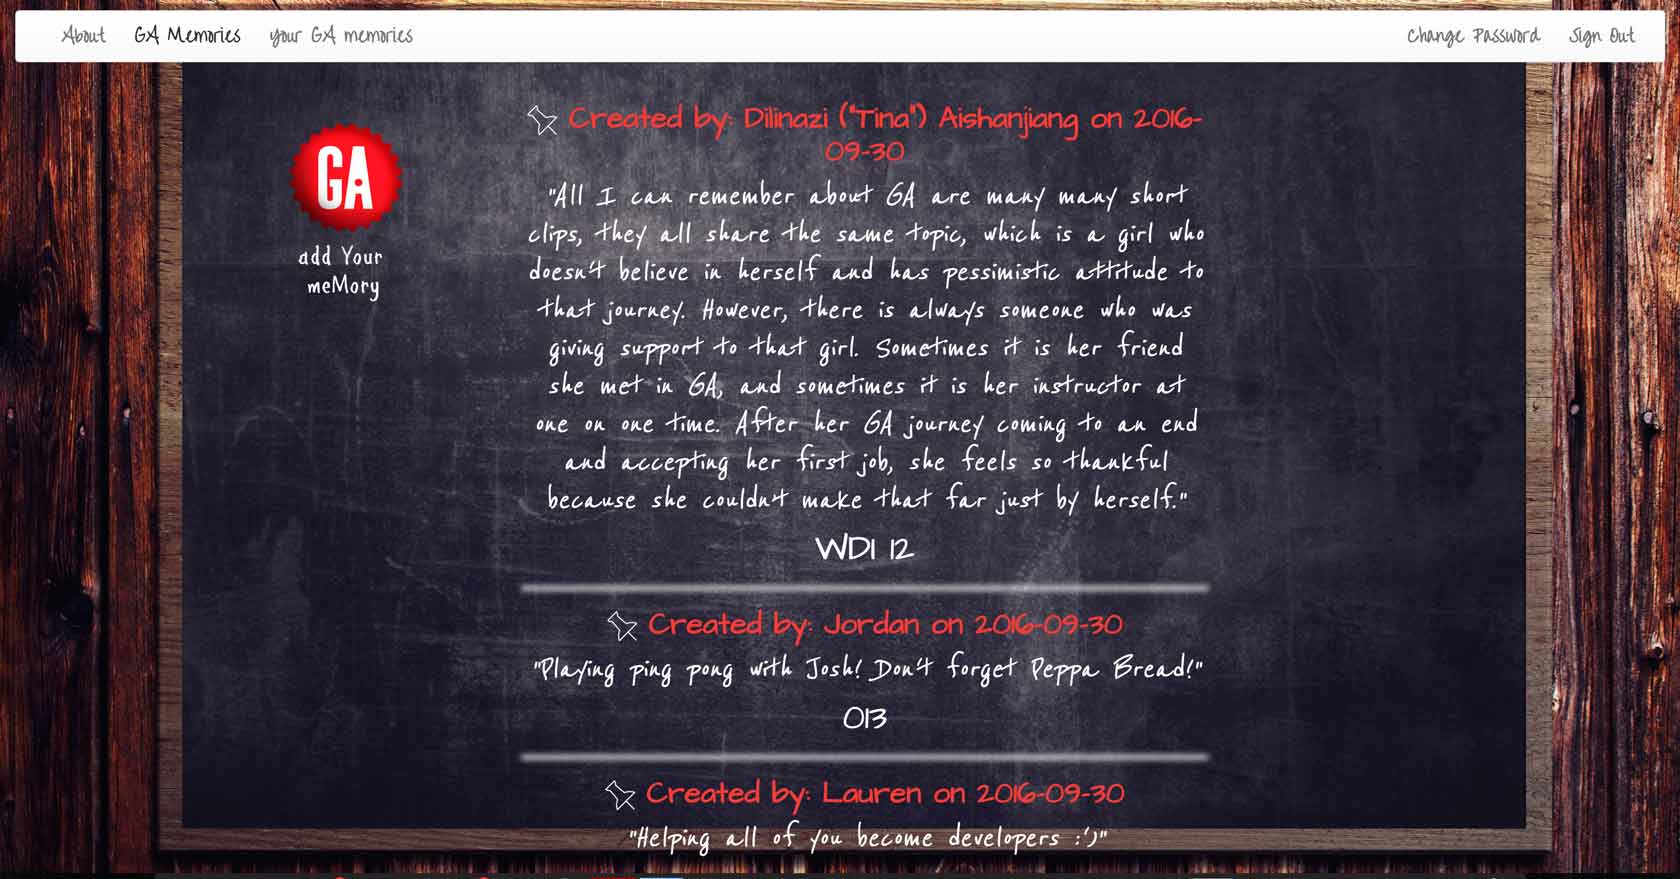 About GA Memories your GA memories Change Password Sign Out
GA
add Your
meMory
Created by: Dilinazi ("Tina") Aishanjiang on 2016-
09-30
"All I can remember about GA are many many short
clips, they all share the same topic, which is a girl who
doesn't believe in herself and has pessimistic attitude to
that journey. However, there is always someone who was
giving support to that girl. Sometimes it is her friend
she met in GA, and sometimes it is her instructor at
one on one time. After her GA journey coming to an end
and accepting her first job, she feels so thankful
because she couldn't make that far just by herself."
WDI 12
Created by: Jordan on 2016-09-30
"Playing ping pong with Josh! Don't forget Peppa Bread!"
013
Created by: Lauren on 2016-09-30
"Helping all of you become developers :')"